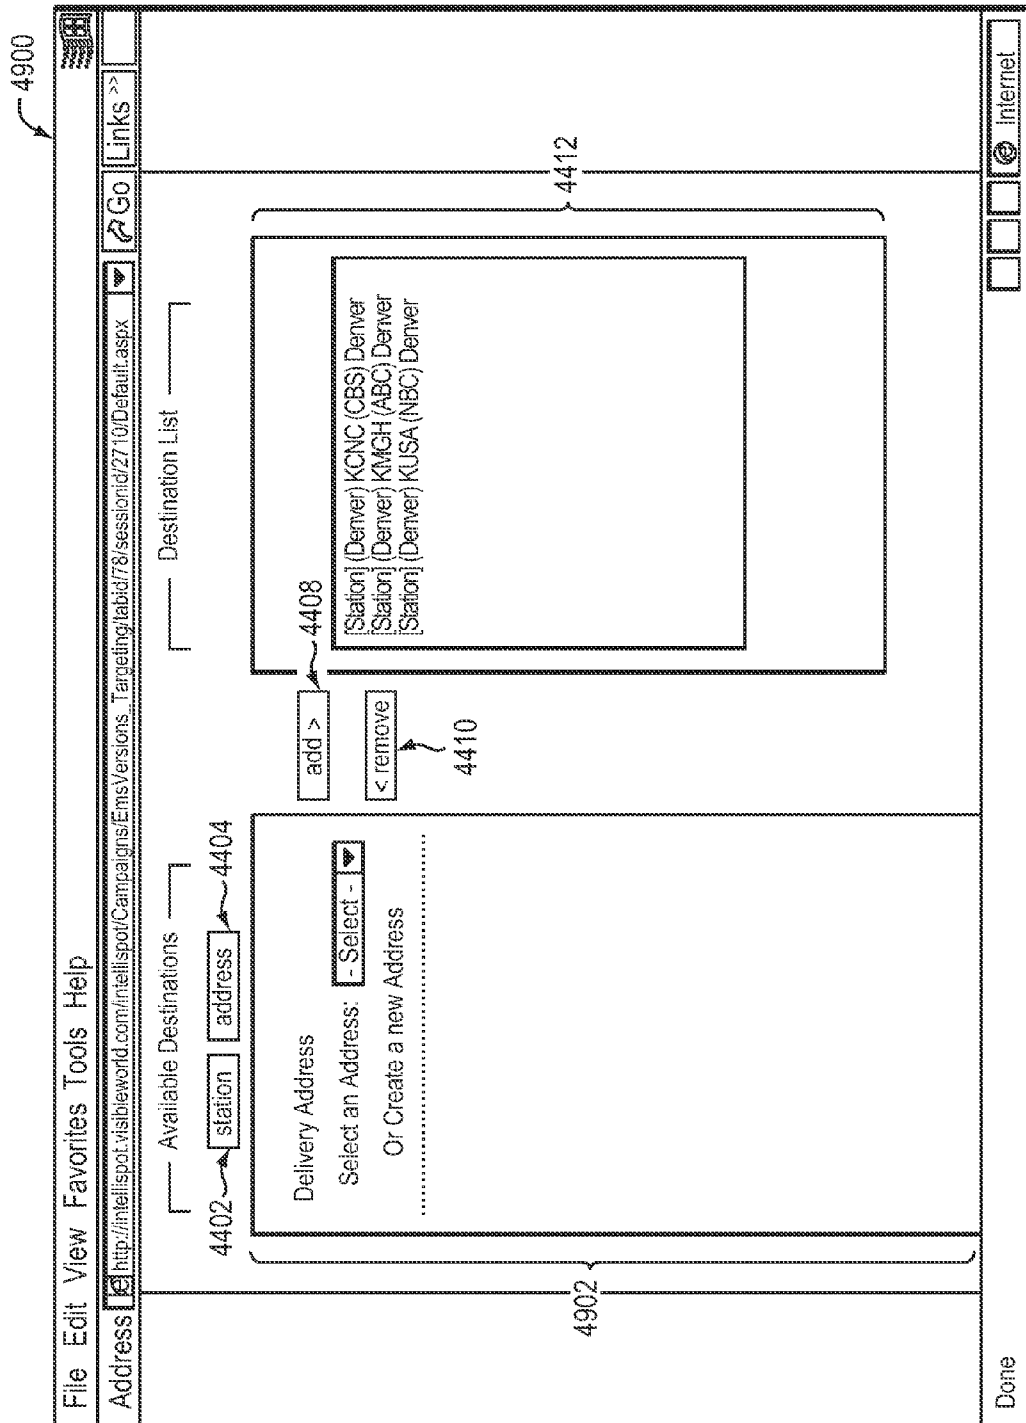 4900
File Edit View Favorites Tools Help
Address http://intellispot.visibleworld.com/intellispot/Campaigns/EmsVersions_Targeting/tabid/78/sessionid/2710/Default.aspx Go Links >>
Available Destinations
Destination List
4402 station address 4404
Delivery Address
Select an Address: - Select -
Or Create a new Address
add > 4408
< remove
4410
[Station] (Denver) KCNC (CBS) Denver
[Station] (Denver) KMGH (ABC) Denver
[Station] (Denver) KUSA (NBC) Denver
4412
4902
Done
Internet